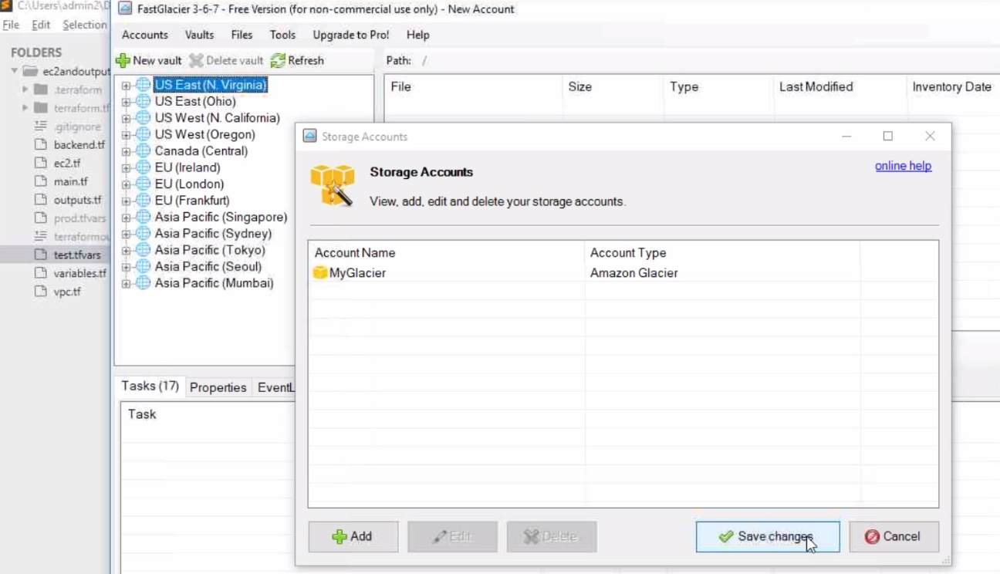 C:\Users\admin2\D
File Edit Selection
FOLDERS
ec2andoutput
.terraform
terraform.tf
.gitignore
backend.tf
ec2.tf
main.tf
outputs.tf
prod.tfvars
terraformou
test.tfvars
variables.tf
vpc.tf
FastGlacier 3-6-7 - Free Version (for non-commercial use only) - New Account
Accounts Vaults Files Tools Upgrade to Pro! Help
New vault Delete vault Refresh
Path: /
US East (N. Virginia)
US East (Ohio)
US West (N. California)
US West (Oregon)
Canada (Central)
EU (Ireland)
EU (London)
EU (Frankfurt)
Asia Pacific (Singapore)
Asia Pacific (Sydney)
Asia Pacific (Tokyo)
Asia Pacific (Seoul)
Asia Pacific (Mumbai)
File Size Type Last Modified Inventory Date
Tasks (17) Properties EventL
Task
Storage Accounts
Storage Accounts
online help
View, add, edit and delete your storage accounts.
Account Name Account Type
MyGlacier Amazon Glacier
Add Edit Delete Save changes Cancel